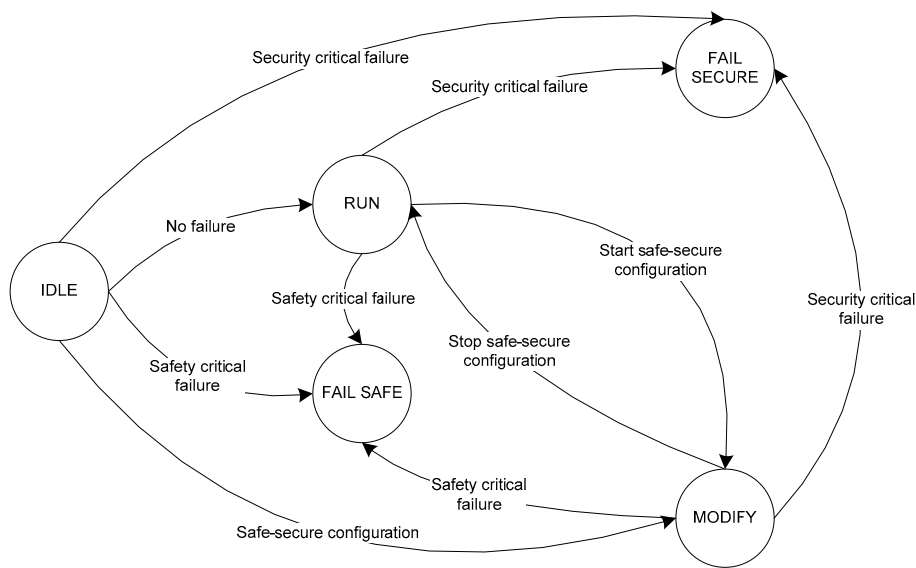 Security critical failure
FAIL
SECURE
Security critical failure
RUN
No failure
Start safe-secure
configuration
IDLE
Safety critical failure
Security critical
failure
Stop safe-secure
configuration
Safety critical
failure
FAIL SAFE
Safety critical
failure
MODIFY
Safe-secure configuration